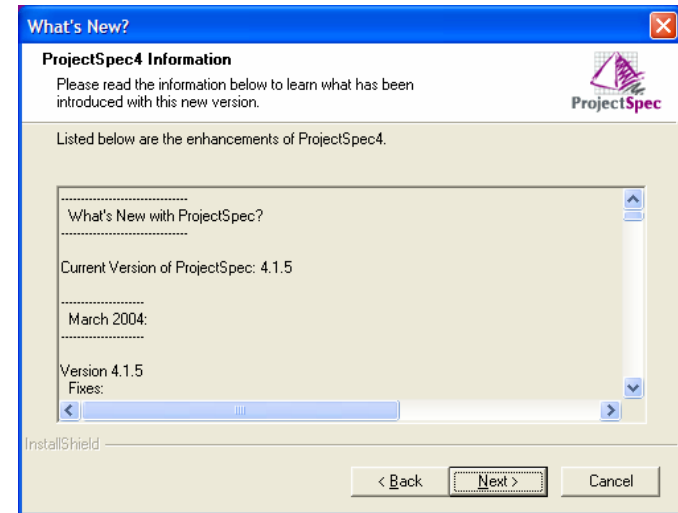 What's New?
ProjectSpec4 Information
Please read the information below to learn what has been
introduced with this new version.
ProjectSpec
Listed below are the enhancements of ProjectSpec4.
--------------------------------
What's New with ProjectSpec?
--------------------------------
Current Version of ProjectSpec: 4.1.5
---------------------
March 2004:
---------------------
Version 4.1.5
Fixes:
InstallShield
< Back
Next >
Cancel